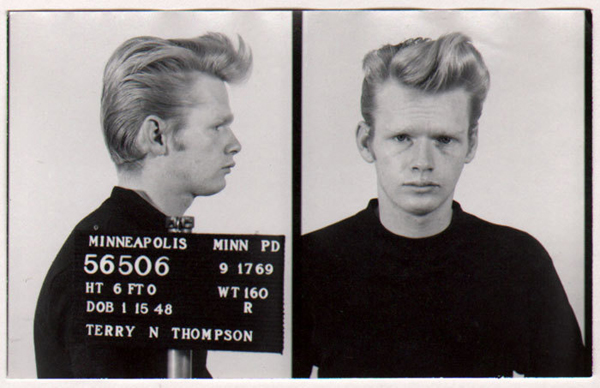 MINNEAPOLIS MINN PD
56506 9 1769
HT 6 FT 0 WT 160
DOB 1 15 48 R
TERRY N THOMPSON